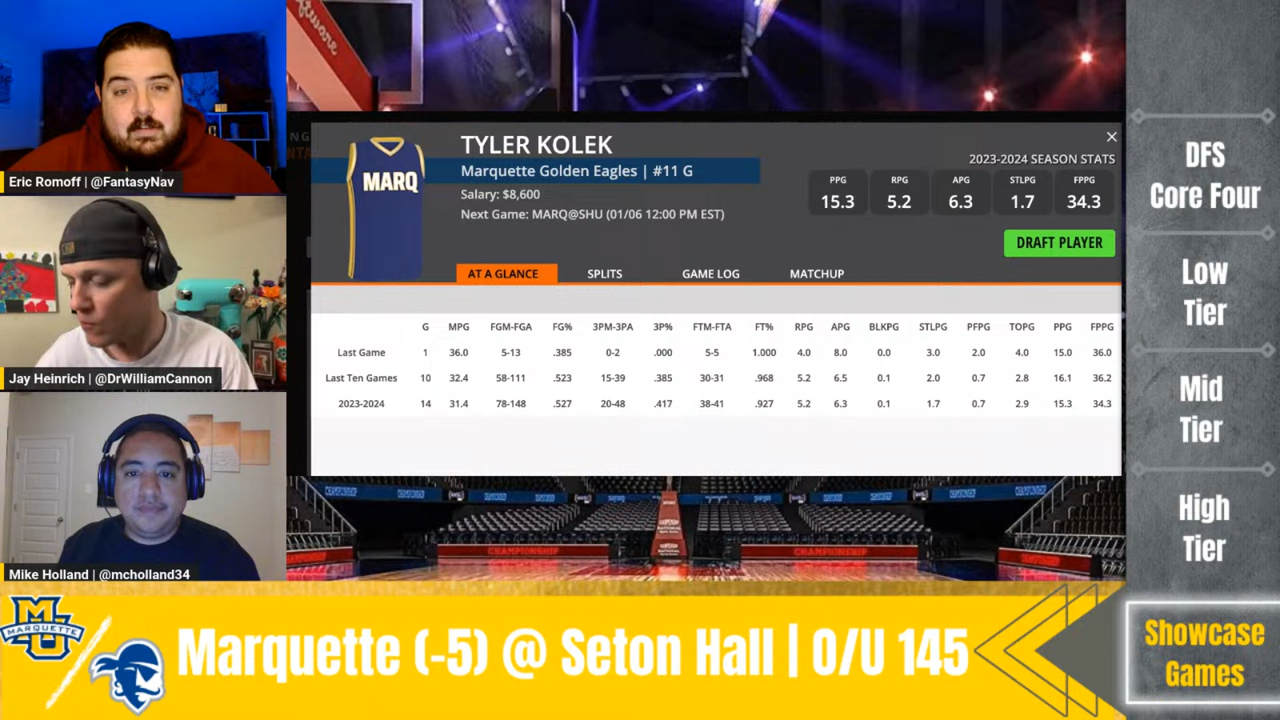 Eric Romoff | @FantasyNav
Jay Heinrich | @DrWilliamCannon
Mike Holland | @mcholland34
MARQ
TYLER KOLEK
Marquette Golden Eagles | #11 G
Salary: $8,600
Next Game: MARQ@SHU (01/06 12:00 PM EST)
×
2023-2024 SEASON STATS
PPG RPG APG STLPG FPPG
15.3 5.2 6.3 1.7 34.3
DRAFT PLAYER
AT A GLANCE SPLITS GAME LOG MATCHUP
G MPG FGM-FGA FG% 3PM-3PA 3P% FTM-FTA FT% RPG APG BLKPG STLPG PFPG TOPG PPG FPPG
Last Game 1 36.0 5-13 .385 0-2 .000 5-5 1.000 4.0 8.0 0.0 3.0 2.0 4.0 15.0 36.0
Last Ten Games 10 32.4 58-111 .523 15-39 .385 30-31 .968 5.2 6.5 0.1 2.0 0.7 2.8 16.1 36.2
2023-2024 14 31.4 78-148 .527 20-48 .417 38-41 .927 5.2 6.3 0.1 1.7 0.7 2.9 15.3 34.3
CHAMPIONSHIP
CHAMPIONSHIP
DFS
Core Four
Low
Tier
Mid
Tier
High
Tier
Showcase
Games
MARQUETTE
Marquette (-5) @ Seton Hall | O/U 145